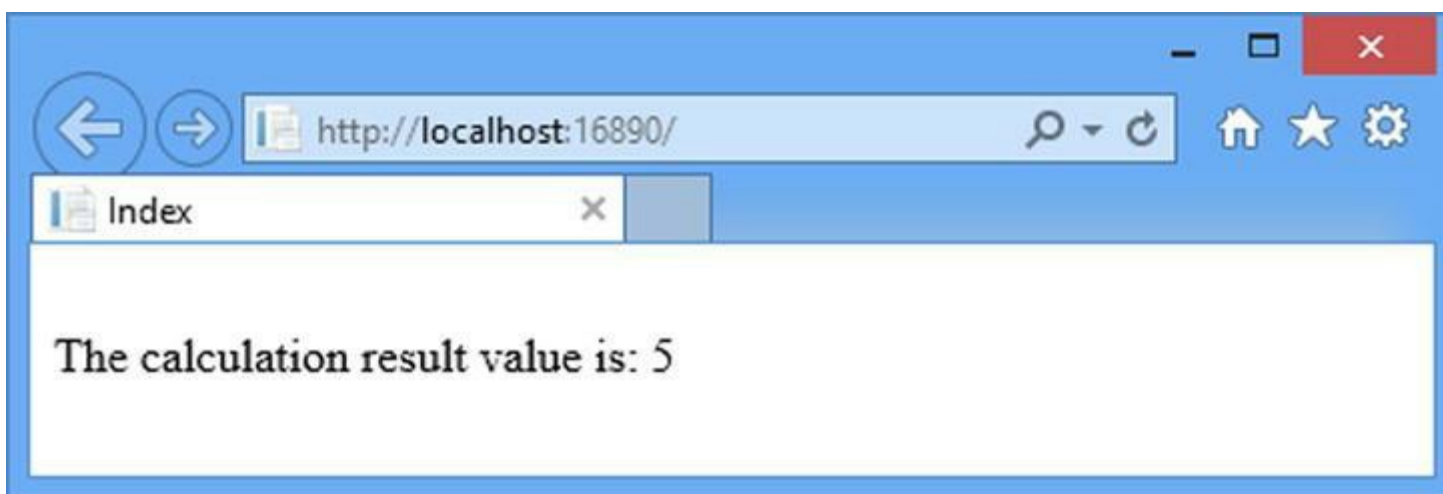 http://localhost:16890/
Index
The calculation result value is: 5